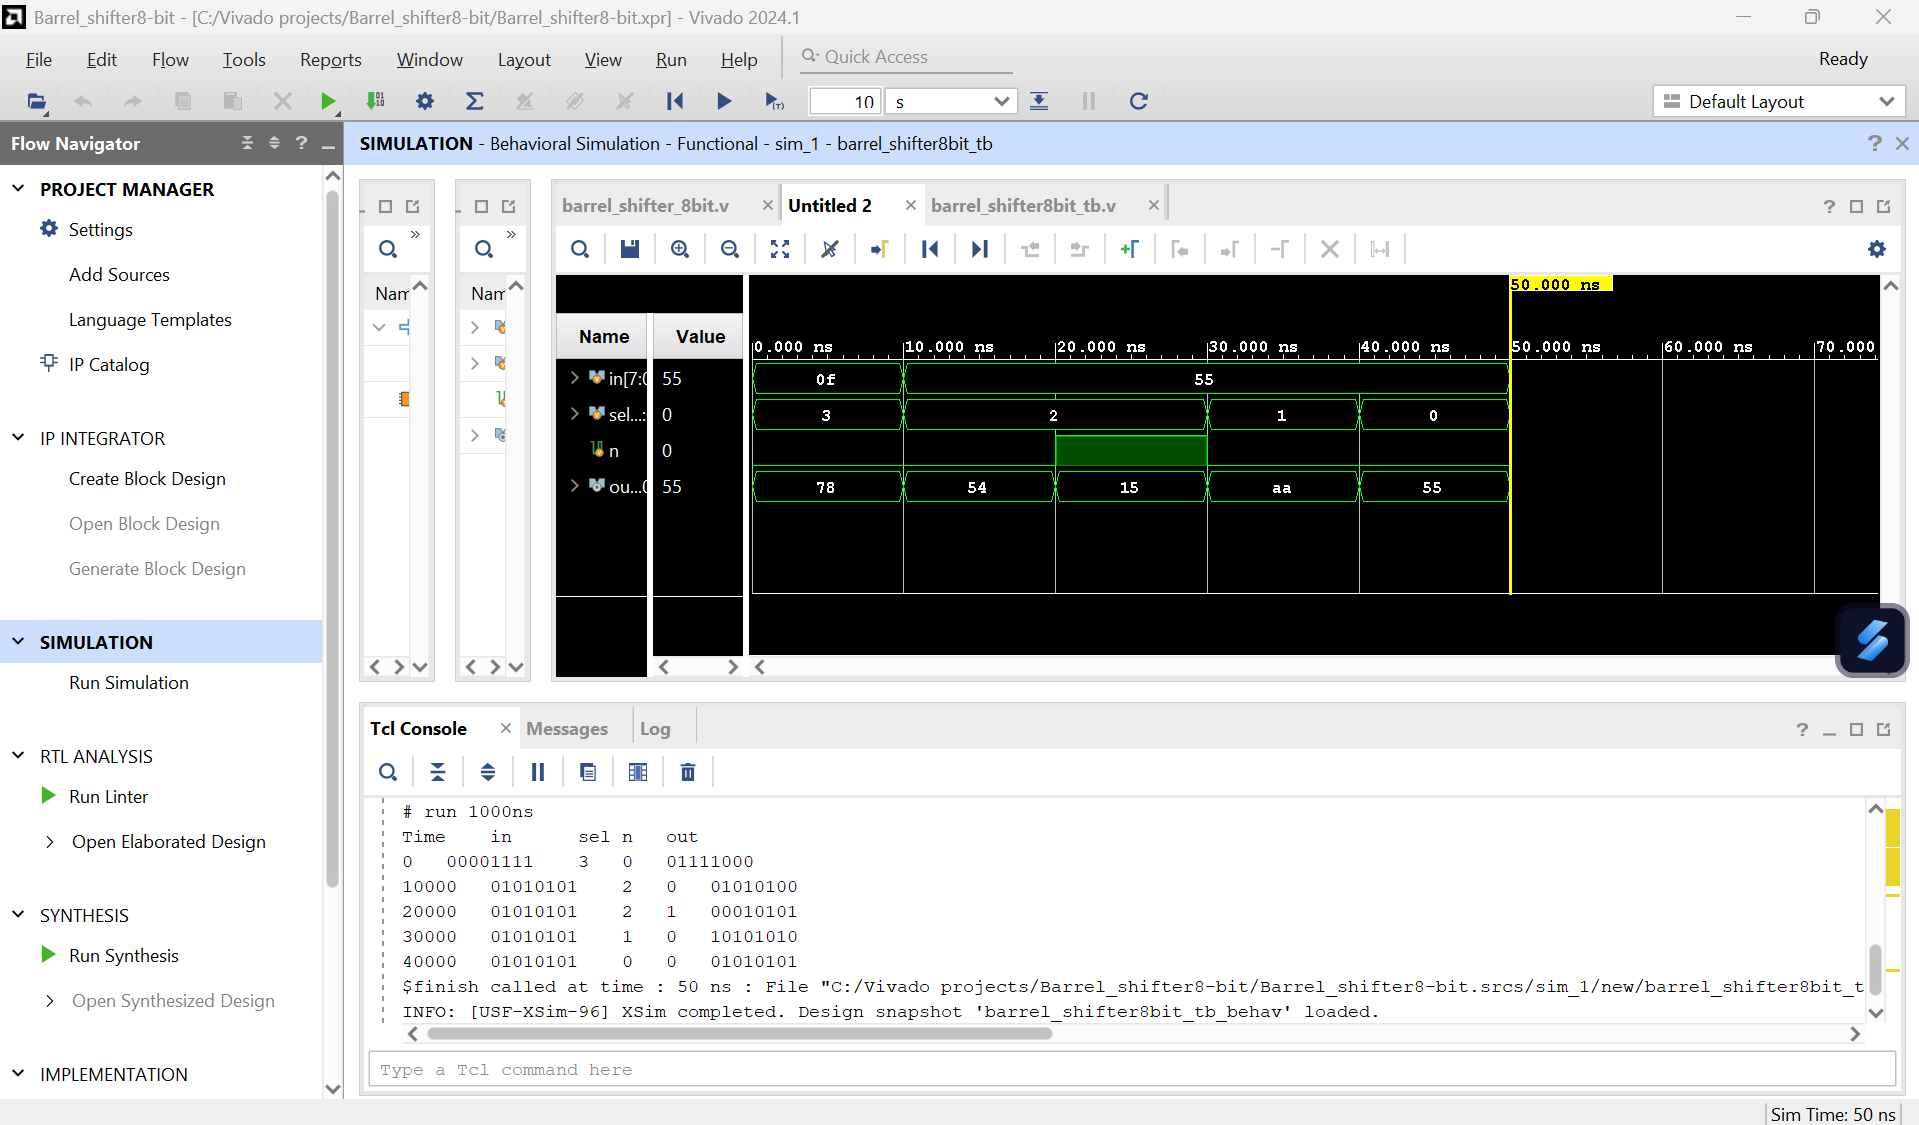 Barrel_shifter8-bit - [C:/Vivado projects/Barrel_shifter8-bit/Barrel_shifter8-bit.xpr] - Vivado 2024.1
File Edit Flow Tools Reports Window Layout View Run Help Quick Access Ready
10 s Default Layout
Flow Navigator
SIMULATION - Behavioral Simulation - Functional - sim_1 - barrel_shifter8bit_tb
PROJECT MANAGER
Settings
Add Sources
Language Templates
IP Catalog
IP INTEGRATOR
Create Block Design
Open Block Design
Generate Block Design
SIMULATION
Run Simulation
RTL ANALYSIS
Run Linter
Open Elaborated Design
SYNTHESIS
Run Synthesis
Open Synthesized Design
IMPLEMENTATION
Nam
Nam
barrel_shifter_8bit.v Untitled 2 barrel_shifter8bit_tb.v
50.000 ns
Name Value
0.000 ns 10.000 ns 20.000 ns 30.000 ns 40.000 ns 50.000 ns 60.000 ns 70.000
in[7:0 55 0f 55
sel...: 0 3 2 1 0
n 0
ou...0 55 78 54 15 aa 55
Tcl Console Messages Log
# run 1000ns
Time in sel n out
0 00001111 3 0 01111000
10000 01010101 2 0 01010100
20000 01010101 2 1 00010101
30000 01010101 1 0 10101010
40000 01010101 0 0 01010101
$finish called at time : 50 ns : File "C:/Vivado projects/Barrel_shifter8-bit/Barrel_shifter8-bit.srcs/sim_1/new/barrel_shifter8bit_t
INFO: [USF-XSim-96] XSim completed. Design snapshot 'barrel_shifter8bit_tb_behav' loaded.
Type a Tcl command here
Sim Time: 50 ns